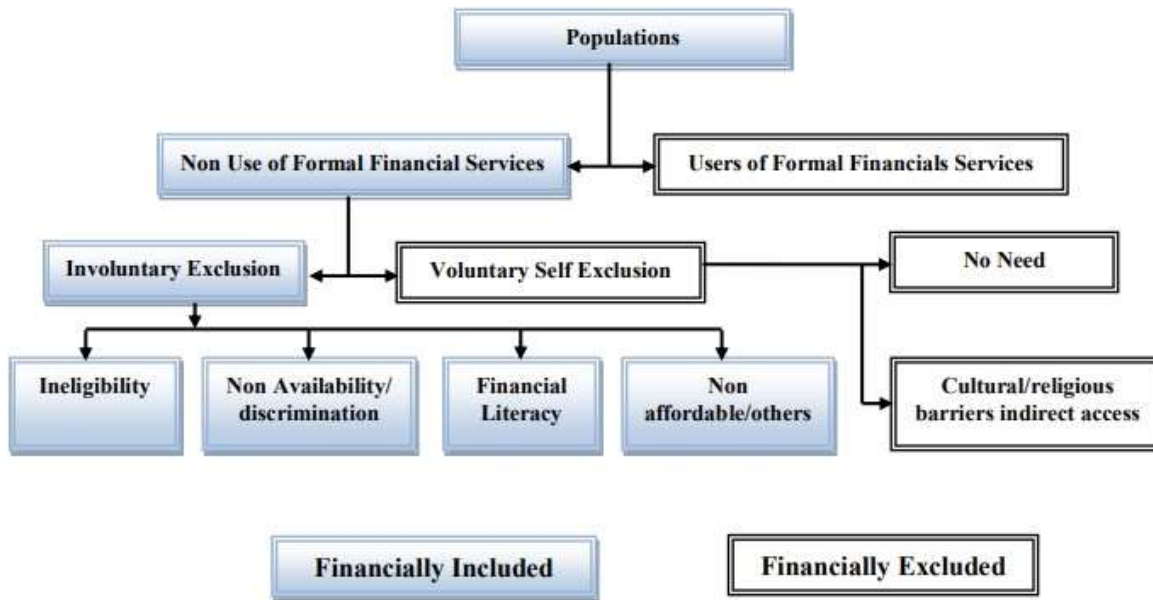 Populations
Non Use of Formal Financial Services
Users of Formal Financials Services
Involuntary Exclusion
Voluntary Self Exclusion
No Need
Ineligibility
Non Availability/
discrimination
Financial
Literacy
Non
affordable/others
Cultural/religious
barriers indirect access
Financially Included
Financially Excluded